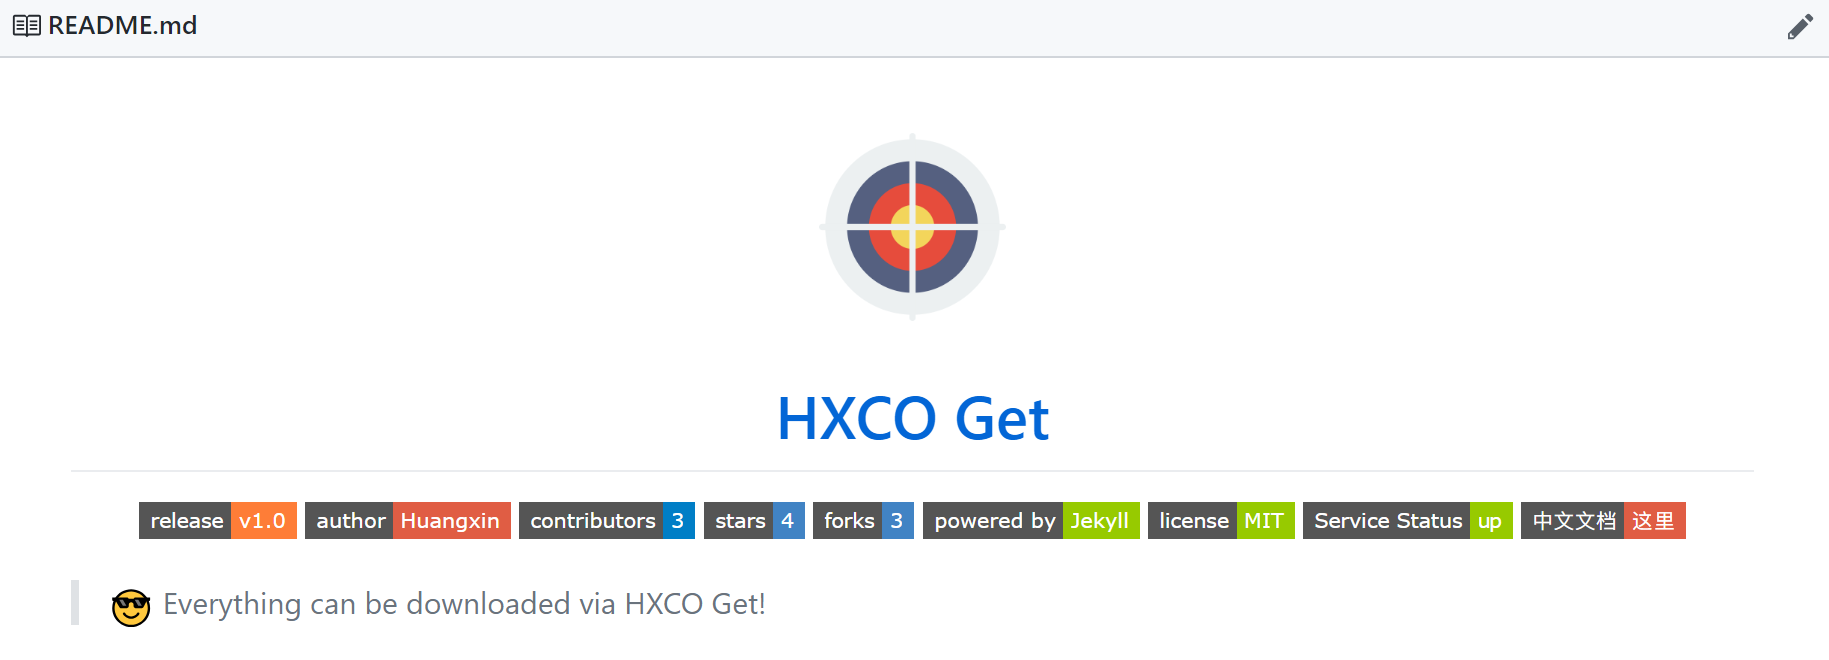 README.md
HXCO Get
release v1.0 author Huangxin contributors 3 stars 4 forks 3 powered by Jekyll license MIT Service Status up 中文文档 这里
Everything can be downloaded via HXCO Get!